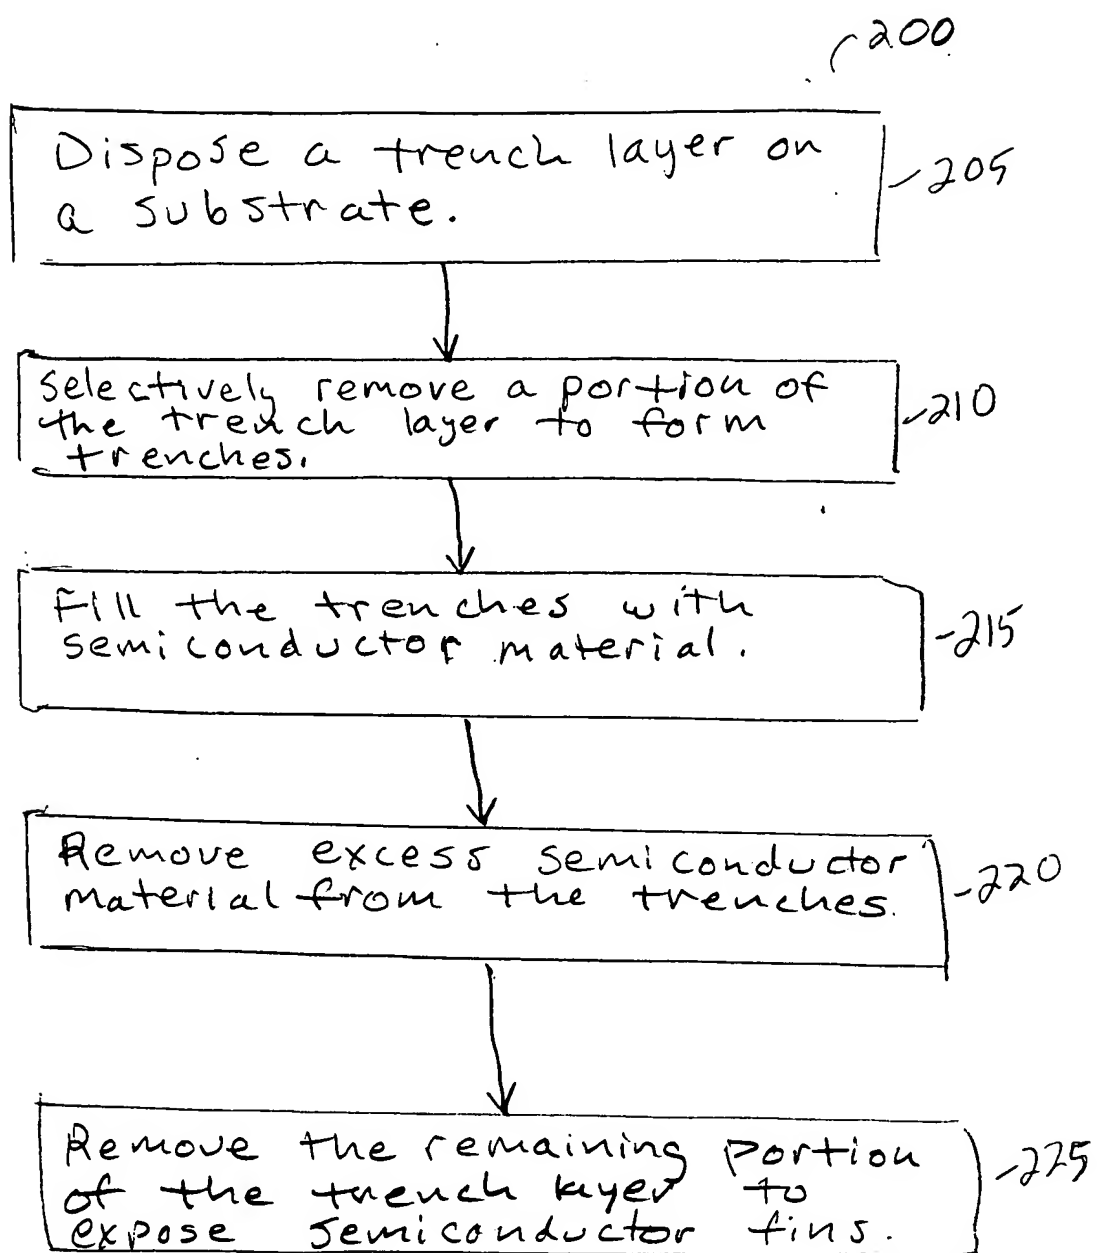 200
Dispose a trench layer on
a substrate.
205
Selectively remove a portion of
the trench layer to form
trenches.
210
Fill the trenches with
semiconductor material.
215
Remove excess semiconductor
material from the trenches.
220
Remove the remaining portion
of the trench layer to
expose semiconductor fins.
225